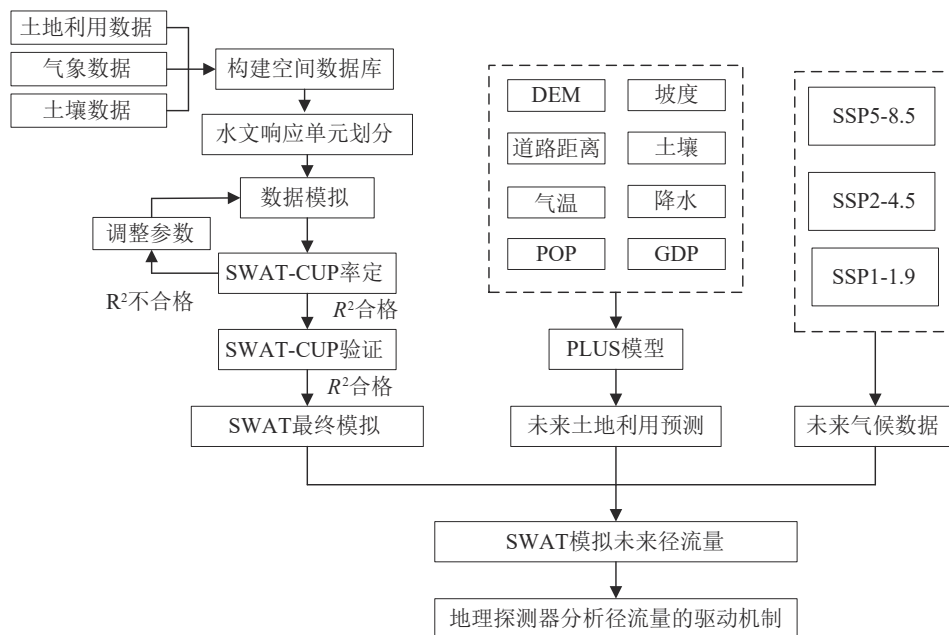 土地利用数据
气象数据
土壤数据
构建空间数据库
水文响应单元划分
数据模拟
调整参数
SWAT-CUP率定
R²不合格
R²合格
SWAT-CUP验证
R²合格
SWAT最终模拟
DEM
坡度
道路距离
土壤
气温
降水
POP
GDP
PLUS模型
未来土地利用预测
SSP5-8.5
SSP2-4.5
SSP1-1.9
未来气候数据
SWAT模拟未来径流量
地理探测器分析径流量的驱动机制